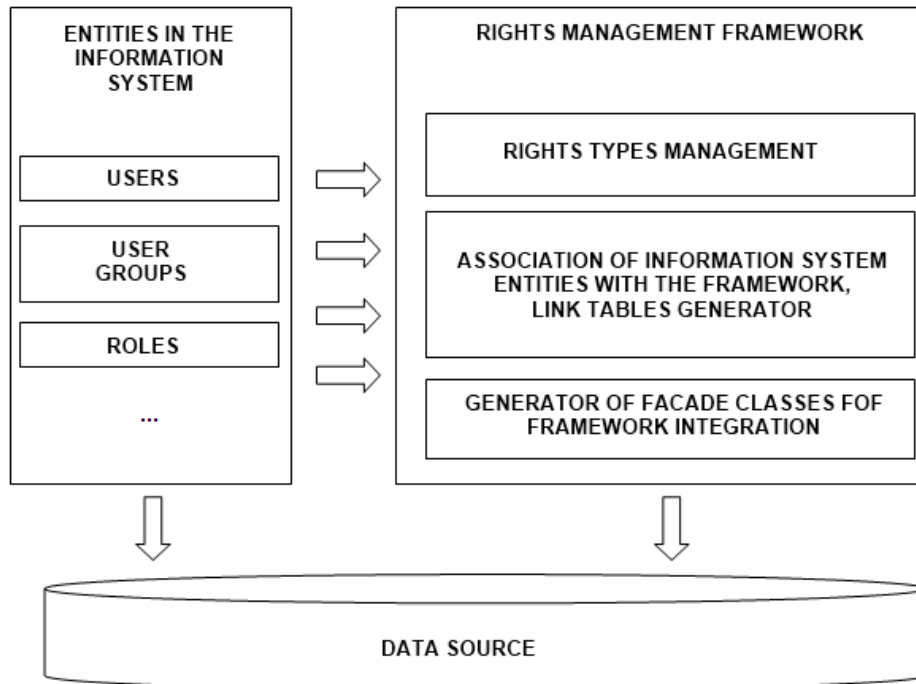 ENTITIES IN THE
INFORMATION
SYSTEM
USERS
USER
GROUPS
ROLES
...
RIGHTS MANAGEMENT FRAMEWORK
RIGHTS TYPES MANAGEMENT
ASSOCIATION OF INFORMATION SYSTEM
ENTITIES WITH THE FRAMEWORK,
LINK TABLES GENERATOR
GENERATOR OF FACADE CLASSES FOF
FRAMEWORK INTEGRATION
DATA SOURCE